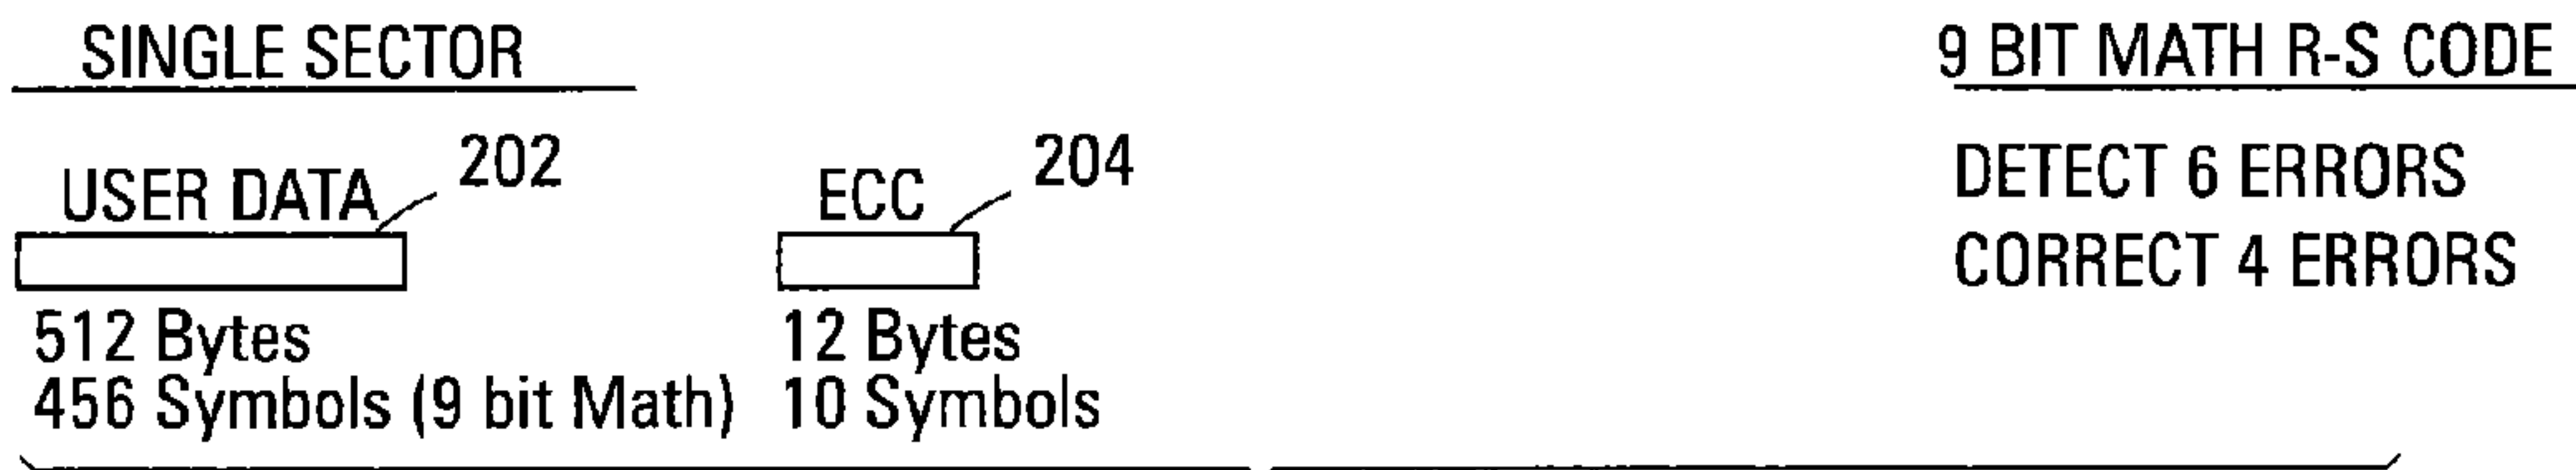 SINGLE SECTOR
9 BIT MATH R-S CODE
USER DATA 202
ECC 204
DETECT 6 ERRORS
CORRECT 4 ERRORS
512 Bytes
456 Symbols (9 bit Math)
12 Bytes
10 Symbols